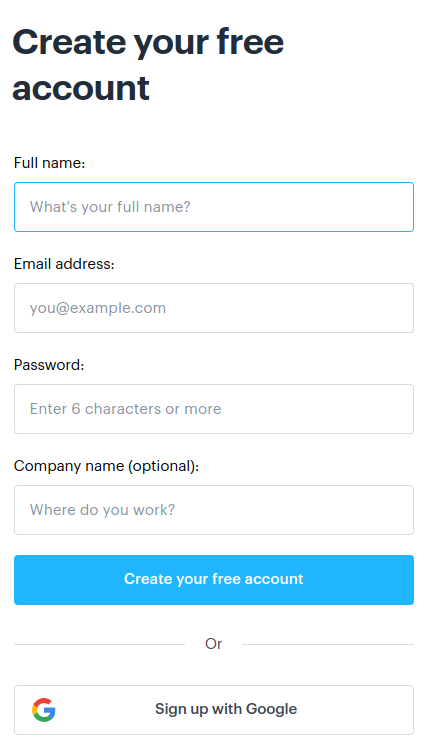 Create your free
account
Full name:
What's your full name?
Email address:
you@example.com
Password:
Enter 6 characters or more
Company name (optional):
Where do you work?
Create your free account
Or
Sign up with Google